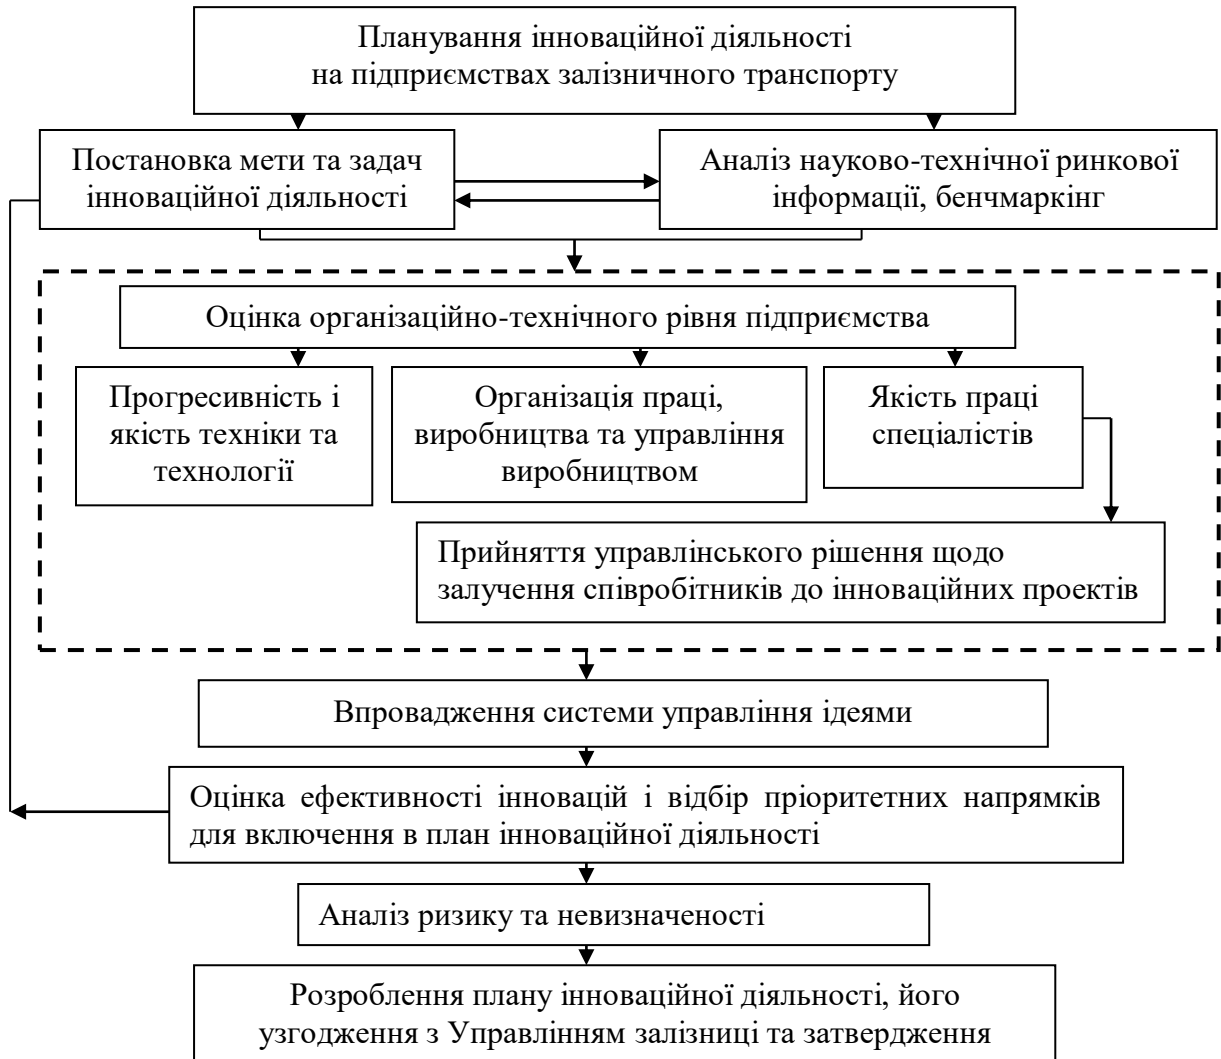 Планування інноваційної діяльності
на підприємствах залізничного транспорту
Постановка мети та задач
інноваційної діяльності
Аналіз науково-технічної ринкової
інформації, бенчмаркінг
Оцінка організаційно-технічного рівня підприємства
Прогресивність і
якість техніки та
технології
Організація праці,
виробництва та управління
виробництвом
Якість праці
спеціалістів
Прийняття управлінського рішення щодо
залучення співробітників до інноваційних проектів
Впровадження системи управління ідеями
Оцінка ефективності інновацій і відбір пріоритетних напрямків
для включення в план інноваційної діяльності
Аналіз ризику та невизначеності
Розроблення плану інноваційної діяльності, його
узгодження з Управлінням залізниці та затвердження